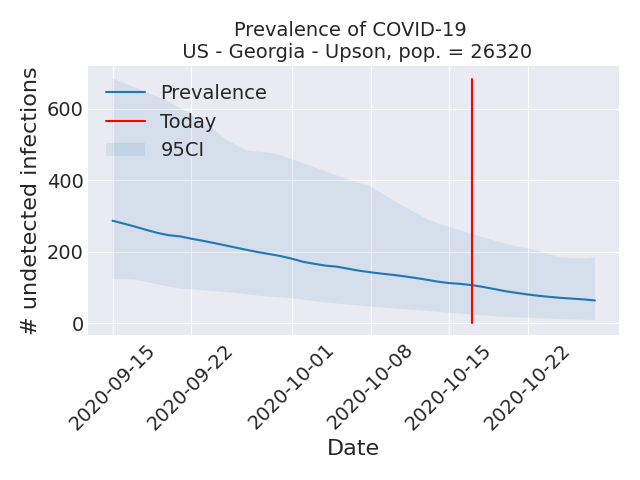 Prevalence of COVID-19
US - Georgia - Upson, pop. = 26320
# undetected infections
600
400
200
0
Prevalence
Today
95CI
2020-09-15
2020-09-22
2020-10-01
2020-10-08
2020-10-15
2020-10-22
Date